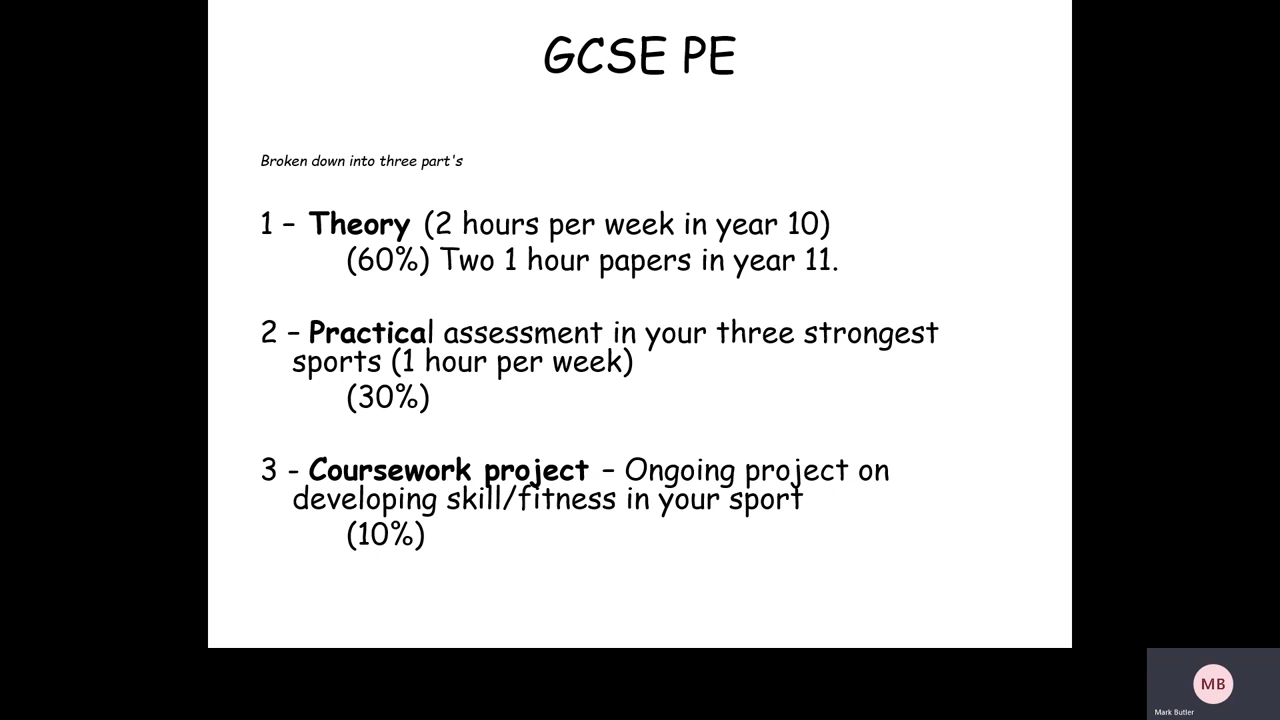 GCSE PE
Broken down into three part's
1 – Theory (2 hours per week in year 10)
(60%) Two 1 hour papers in year 11.
2 – Practical assessment in your three strongest
sports (1 hour per week)
(30%)
3 - Coursework project – Ongoing project on
developing skill/fitness in your sport
(10%)
MB
Mark Butler